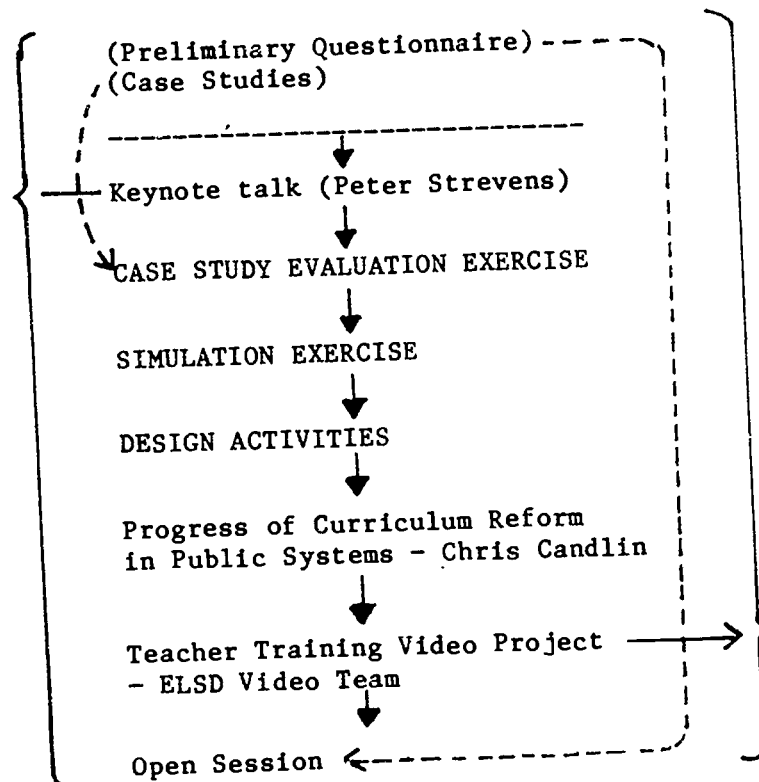 (Preliminary Questionnaire)
(Case Studies)
Keynote talk (Peter Strevens)
CASE STUDY EVALUATION EXERCISE
SIMULATION EXERCISE
DESIGN ACTIVITIES
Progress of Curriculum Reform
in Public Systems - Chris Candlin
Teacher Training Video Project
- ELSD Video Team
Open Session